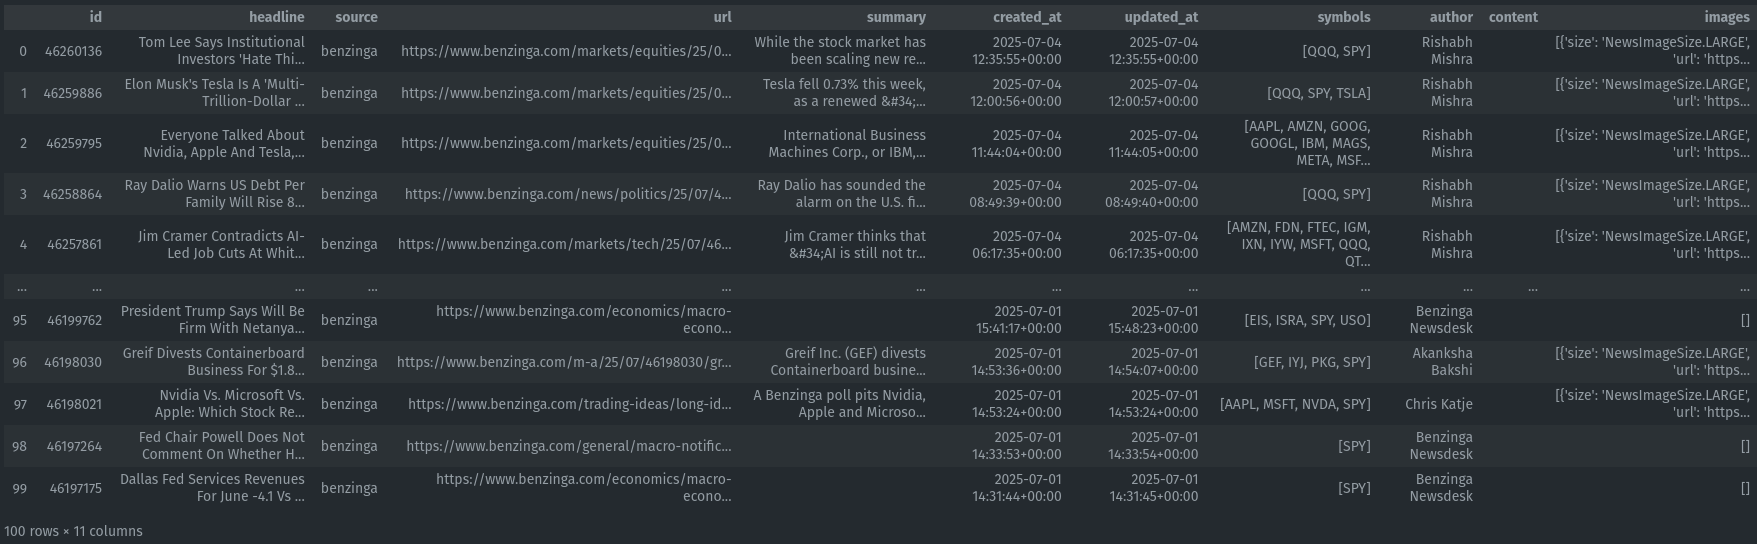 id headline source url summary created_at updated_at symbols author content images
0 46260136 Tom Lee Says Institutional Investors 'Hate Thi... benzinga https://www.benzinga.com/markets/equities/25/0... While the stock market has been scaling new re... 2025-07-04 12:35:55+00:00 2025-07-04 12:35:55+00:00 [QQQ, SPY] Rishabh Mishra [{'size': 'NewsImageSize.LARGE', 'url': 'https...
1 46259886 Elon Musk's Tesla Is A 'Multi-Trillion-Dollar ... benzinga https://www.benzinga.com/markets/equities/25/0... Tesla fell 0.73% this week, as a renewed &#34;... 2025-07-04 12:00:56+00:00 2025-07-04 12:00:57+00:00 [QQQ, SPY, TSLA] Rishabh Mishra [{'size': 'NewsImageSize.LARGE', 'url': 'https...
2 46259795 Everyone Talked About Nvidia, Apple And Tesla,... benzinga https://www.benzinga.com/markets/equities/25/0... International Business Machines Corp., or IBM,... 2025-07-04 11:44:04+00:00 2025-07-04 11:44:05+00:00 [AAPL, AMZN, GOOG, GOOGL, IBM, MAGS, META, MSF... Rishabh Mishra [{'size': 'NewsImageSize.LARGE', 'url': 'https...
3 46258864 Ray Dalio Warns US Debt Per Family Will Rise 8... benzinga https://www.benzinga.com/news/politics/25/07/4... Ray Dalio has sounded the alarm on the U.S. fi... 2025-07-04 08:49:39+00:00 2025-07-04 08:49:40+00:00 [QQQ, SPY] Rishabh Mishra [{'size': 'NewsImageSize.LARGE', 'url': 'https...
4 46257861 Jim Cramer Contradicts AI-Led Job Cuts At Whit... benzinga https://www.benzinga.com/markets/tech/25/07/46... Jim Cramer thinks that &#34;AI is still not tr... 2025-07-04 06:17:35+00:00 2025-07-04 06:17:35+00:00 [AMZN, FDN, FTEC, IGM, IXN, IYW, MSFT, QQQ, QT... Rishabh Mishra [{'size': 'NewsImageSize.LARGE', 'url': 'https...
... ... ... ... ... ... ... ... ... ... ... ...
95 46199762 President Trump Says Will Be Firm With Netanya... benzinga https://www.benzinga.com/economics/macro-econo... 2025-07-01 15:41:17+00:00 2025-07-01 15:48:23+00:00 [EIS, ISRA, SPY, USO] Benzinga Newsdesk []
96 46198030 Greif Divests Containerboard Business For $1.8... benzinga https://www.benzinga.com/m-a/25/07/46198030/gr... Greif Inc. (GEF) divests Containerboard busine... 2025-07-01 14:53:36+00:00 2025-07-01 14:54:07+00:00 [GEF, IYJ, PKG, SPY] Akanksha Bakshi [{'size': 'NewsImageSize.LARGE', 'url': 'https...
97 46198021 Nvidia Vs. Microsoft Vs. Apple: Which Stock Re... benzinga https://www.benzinga.com/trading-ideas/long-id... A Benzinga poll pits Nvidia, Apple and Microso... 2025-07-01 14:53:24+00:00 2025-07-01 14:53:24+00:00 [AAPL, MSFT, NVDA, SPY] Chris Katje [{'size': 'NewsImageSize.LARGE', 'url': 'https...
98 46197264 Fed Chair Powell Does Not Comment On Whether H... benzinga https://www.benzinga.com/general/macro-notific... 2025-07-01 14:33:53+00:00 2025-07-01 14:33:54+00:00 [SPY] Benzinga Newsdesk []
99 46197175 Dallas Fed Services Revenues For June -4.1 Vs ... benzinga https://www.benzinga.com/economics/macro-econo... 2025-07-01 14:31:44+00:00 2025-07-01 14:31:45+00:00 [SPY] Benzinga Newsdesk []
100 rows × 11 columns